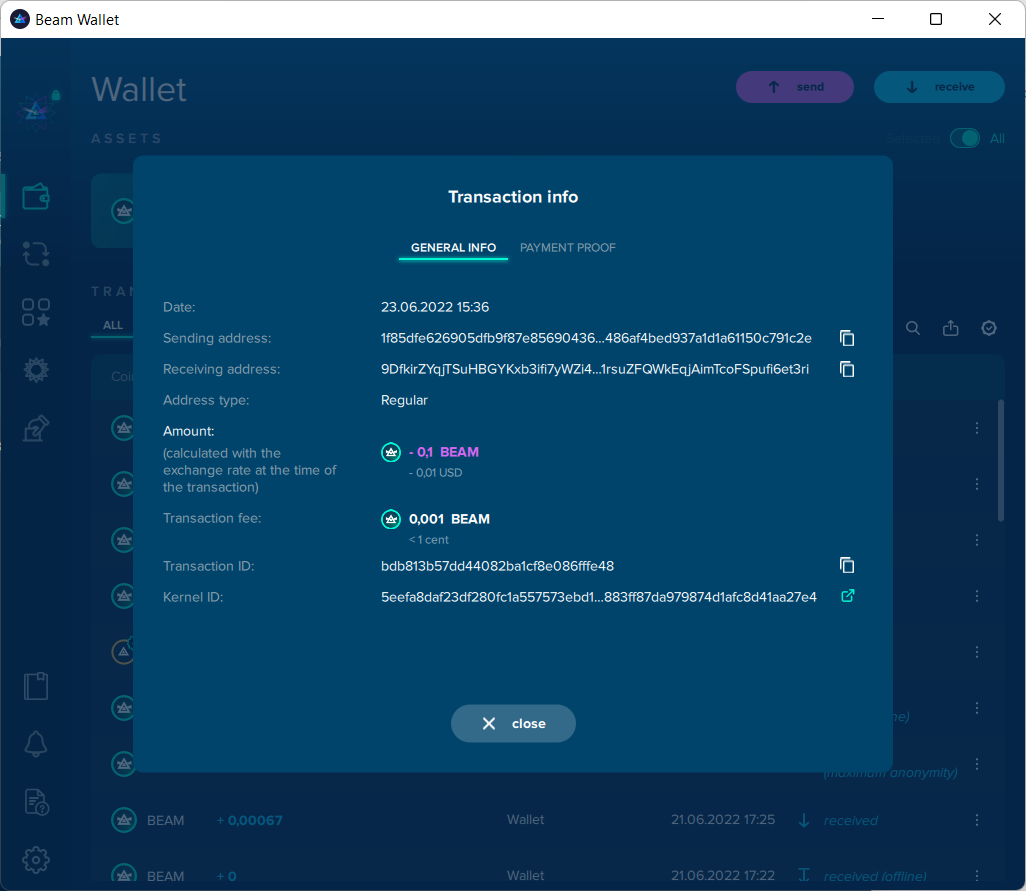 Beam Wallet
Wallet
send
receive
ASSETS
Selected
All
Transaction info
GENERAL INFO
PAYMENT PROOF
TRAN
ALL
Coi
Date:
23.06.2022 15:36
Sending address:
1f85dfe626905dfb9f87e85690436...486af4bed937a1d1a61150c791c2e
Receiving address:
9DfkirZYqjTSuHBGYKxb3ifi7yWZi4...1rsuZFQWkEqjAimTcoFSpufi6et3ri
Address type:
Regular
Amount:
(calculated with the
exchange rate at the time of
the transaction)
- 0,1 BEAM
- 0,01 USD
Transaction fee:
0,001 BEAM
< 1 cent
Transaction ID:
bdb813b57dd44082ba1cf8e086fffe48
Kernel ID:
5eefa8daf23df280fc1a557573ebd1...883ff87da979874d1afc8d41aa27e4
close
ne)
(maximum anonymity)
BEAM
+ 0,00067
Wallet
21.06.2022 17:25
received
BEAM
+ 0
Wallet
21.06.2022 17:22
received (offline)